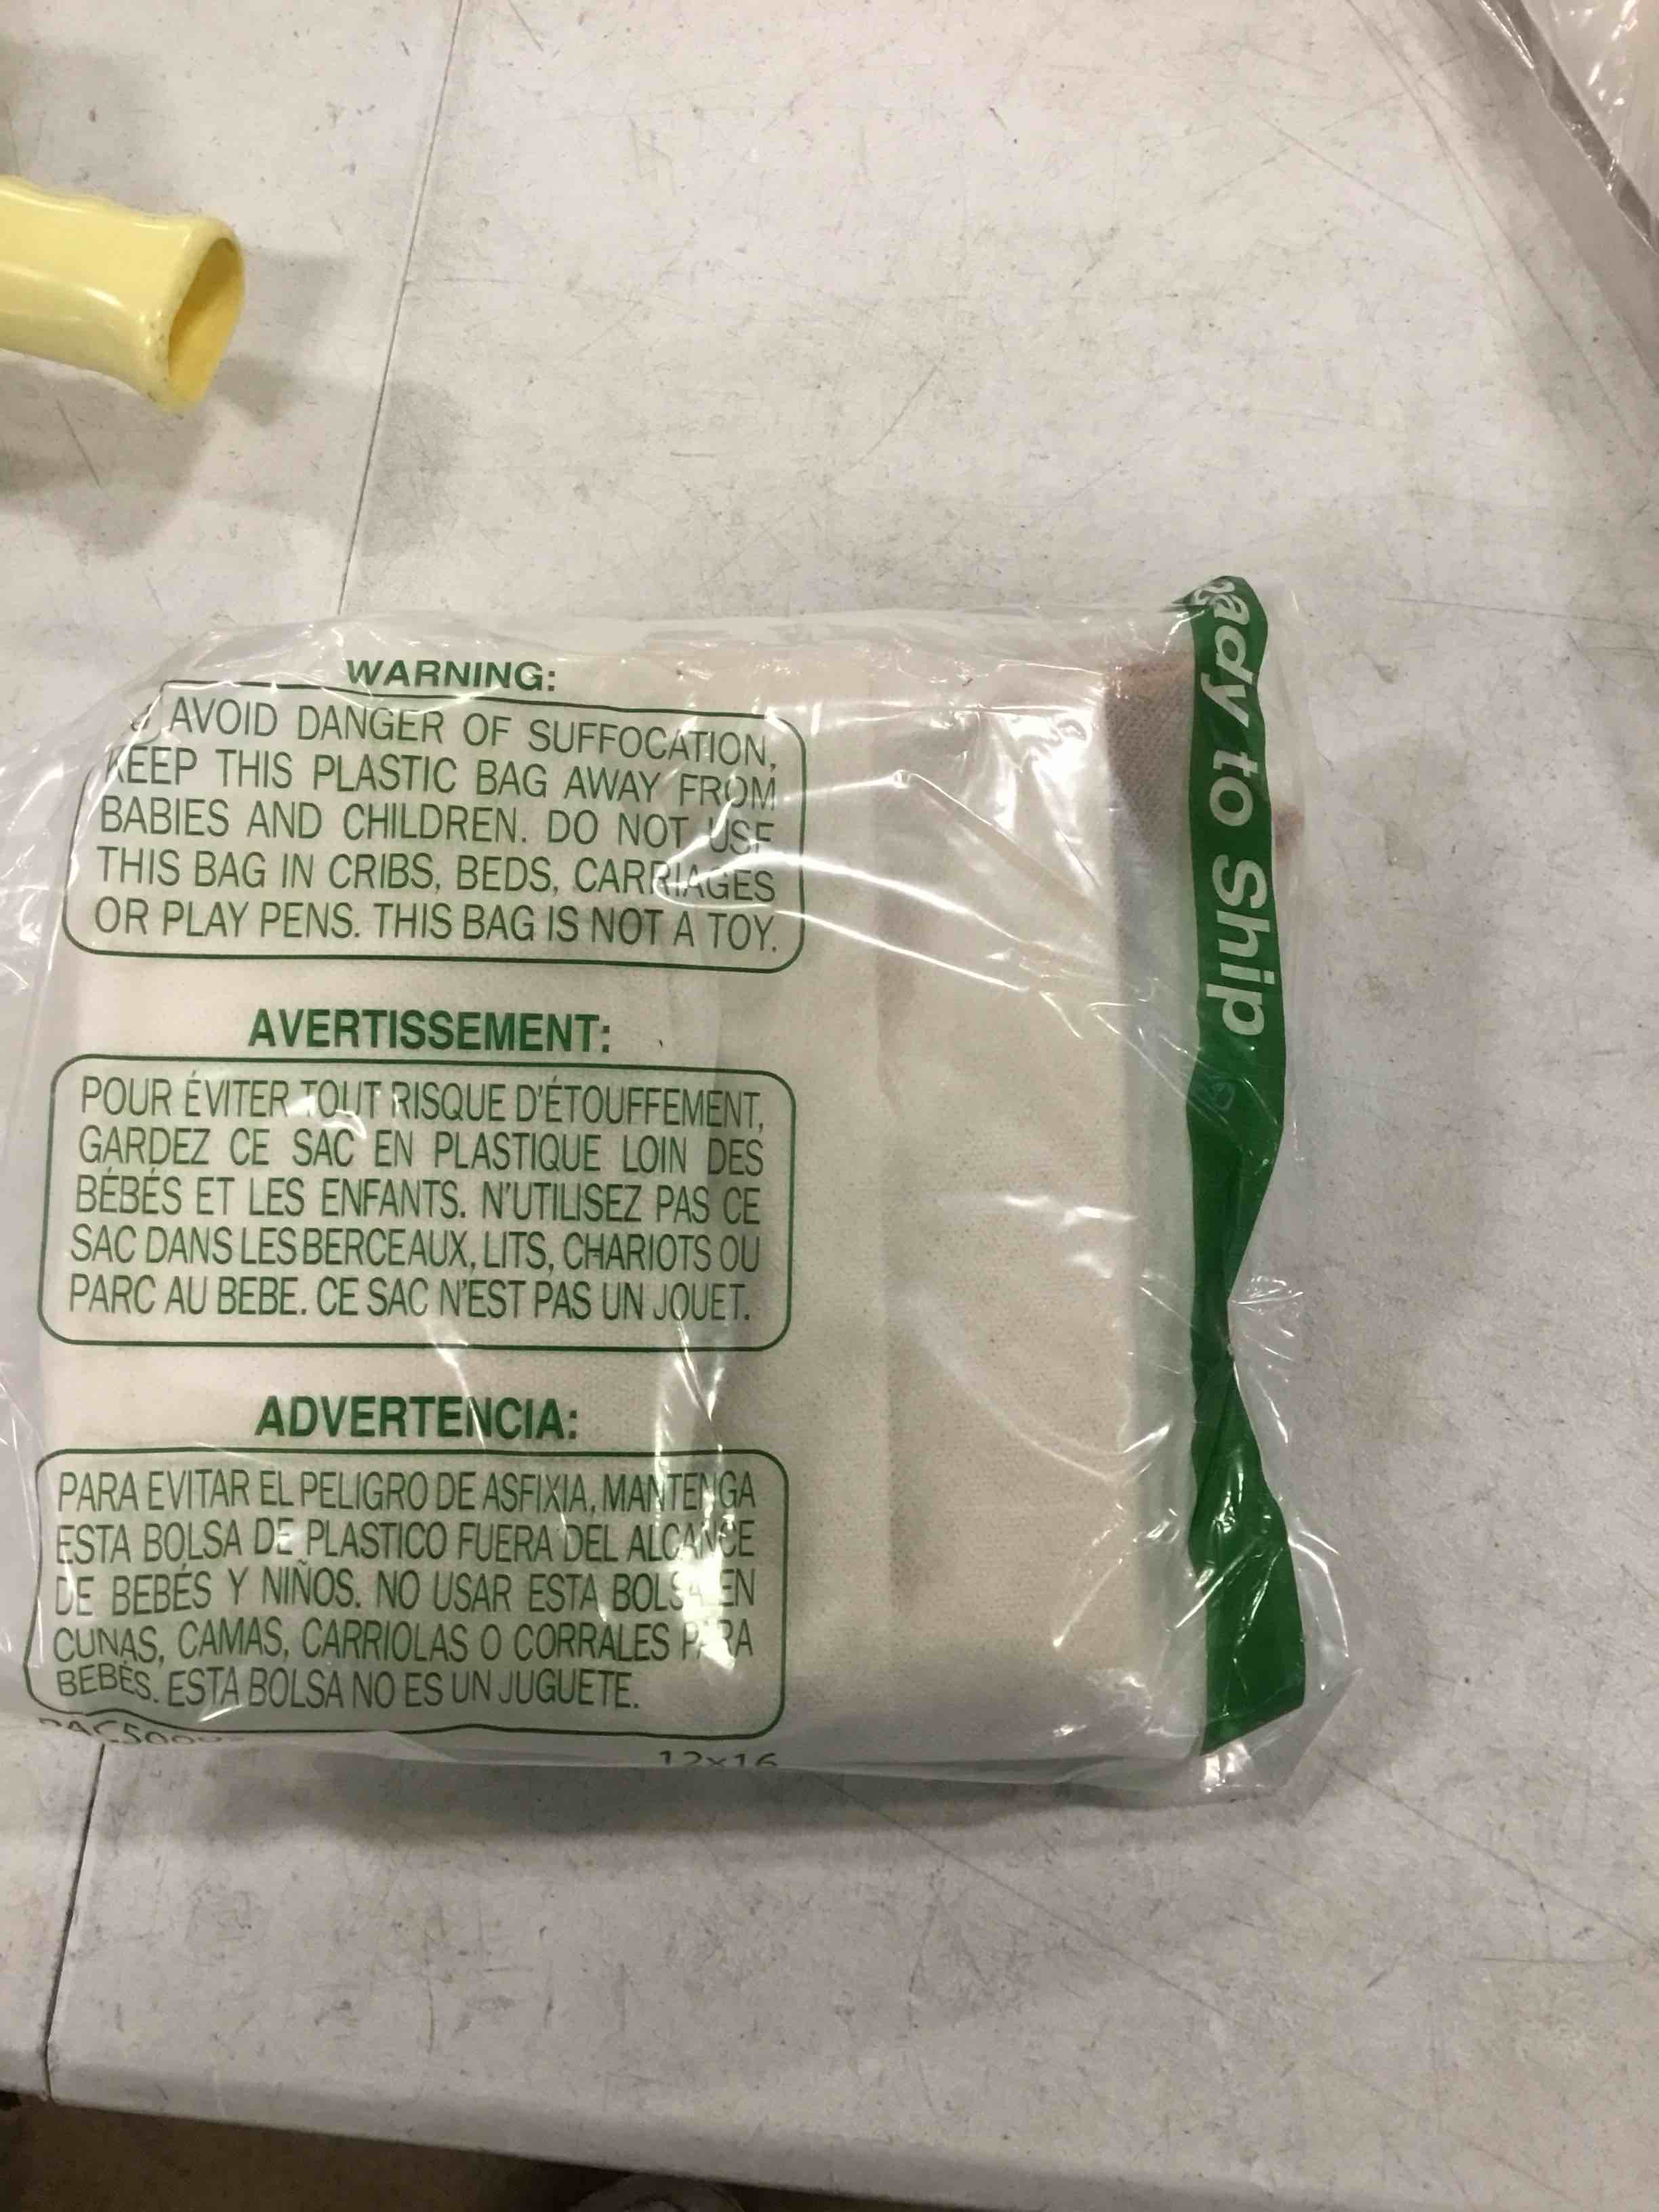 WARNING:
AVOID DANGER OF SUFFOCATION,
KEEP THIS PLASTIC BAG AWAY FROM
BABIES AND CHILDREN. DO NOT USE
THIS BAG IN CRIBS, BEDS, CARRIAGES
OR PLAY PENS. THIS BAG IS NOT A TOY.
AVERTISSEMENT:
POUR ÉVITER TOUT RISQUE D'ÉTOUFFEMENT,
GARDEZ CE SAC EN PLASTIQUE LOIN DES
BÉBÉS ET LES ENFANTS. N'UTILISEZ PAS CE
SAC DANS LES BERCEAUX, LITS, CHARIOTS OU
PARC AU BEBE. CE SAC N'EST PAS UN JOUET.
ADVERTENCIA:
PARA EVITAR EL PELIGRO DE ASFIXIA, MANTENGA
ESTA BOLSA DE PLASTICO FUERA DEL ALCANCE
DE BEBÉS Y NIÑOS. NO USAR ESTA BOLSA EN
CUNAS, CAMAS, CARRIOLAS O CORRALES PARA
BEBÉS. ESTA BOLSA NO ES UN JUGUETE.
12x16
eady to Ship